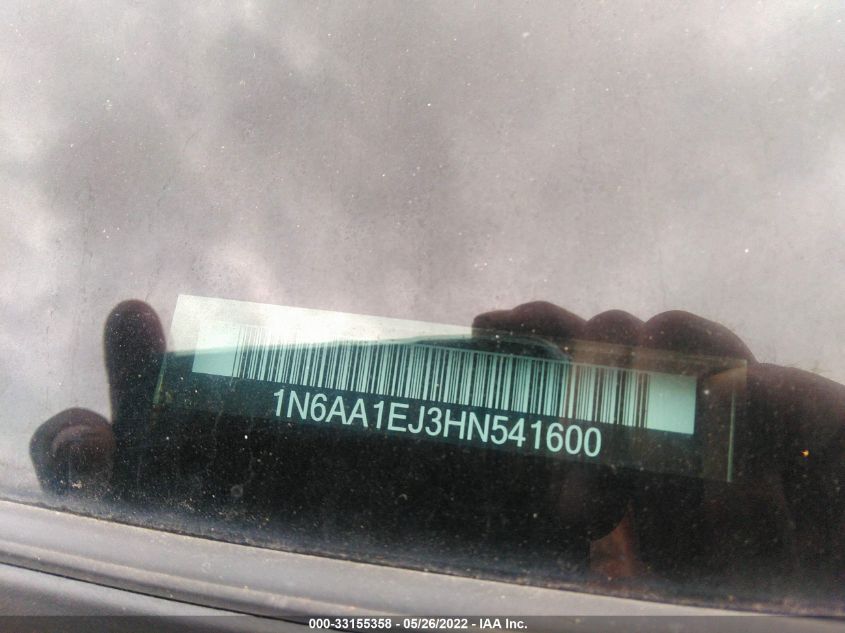 1N6AA1EJ3HN541600
000-33155358 - 05/26/2022 - IAA Inc.